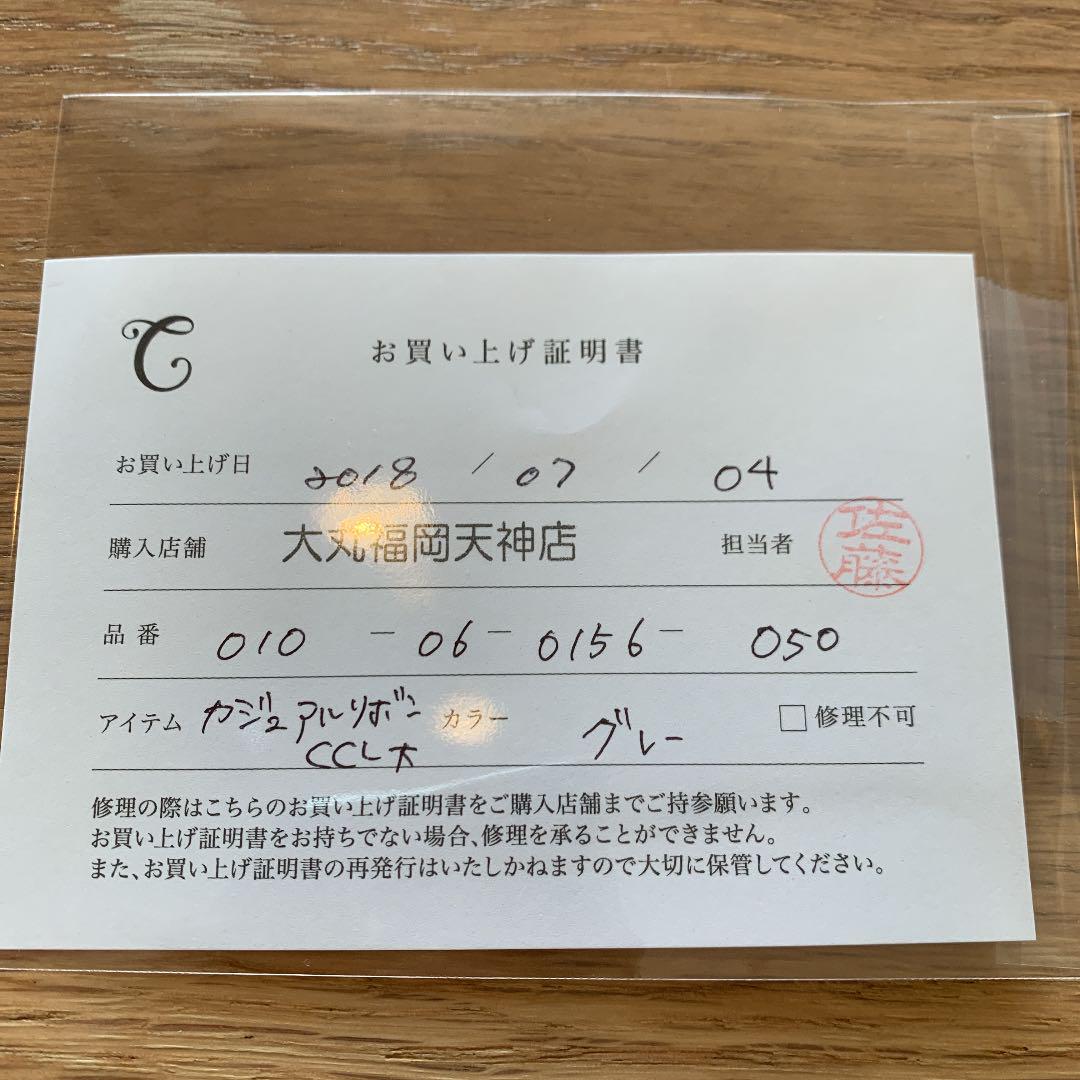 C
お買い上げ証明書
お買い上げ日 2018 / 07 / 04
購入店舗 大丸福岡天神店 担当者 佐藤
品番 010 - 06 - 0156 - 050
アイテム カジュアルリボン CCL大 カラー グレー □修理不可
修理の際はこちらのお買い上げ証明書をご購入店舗までご持参願います。
お買い上げ証明書をお持ちでない場合、修理を承ることができません。
また、お買い上げ証明書の再発行はいたしかねますので大切に保管してください。